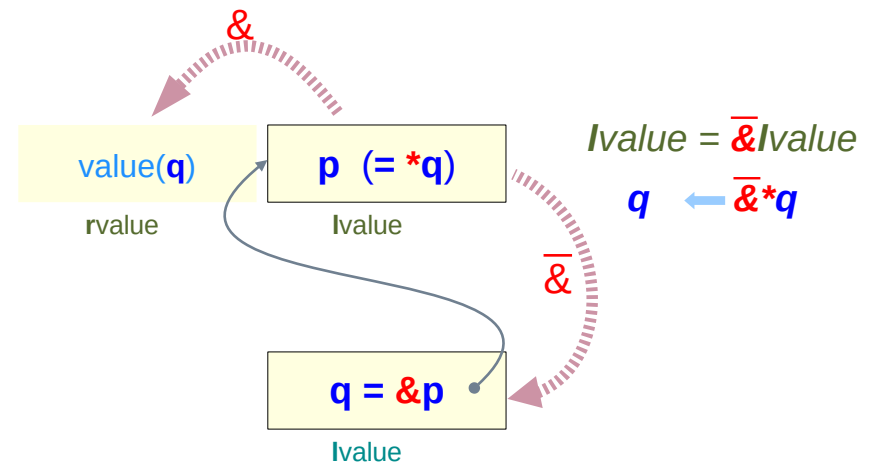 &
value(q)
p (= *q)
lvalue = &̅lvalue
q ← &̅*q
rvalue
lvalue
&̅
q = &p
lvalue